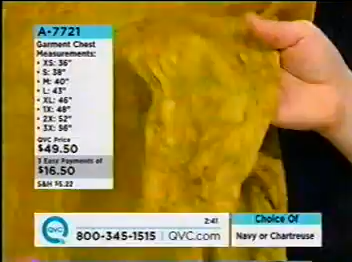 A-7721
Garment Chest
Measurements:
• XS: 36"
• S: 38"
• M: 40"
• L: 43"
• XL: 46"
• 1X: 48"
• 2X: 52"
• 3X: 56"
QVC Price
$49.50
3 Easy Payments of
$16.50
S&H $5.22
QVC
2:41
800-345-1515 | QVC.com
Choice Of
Navy or Chartreuse